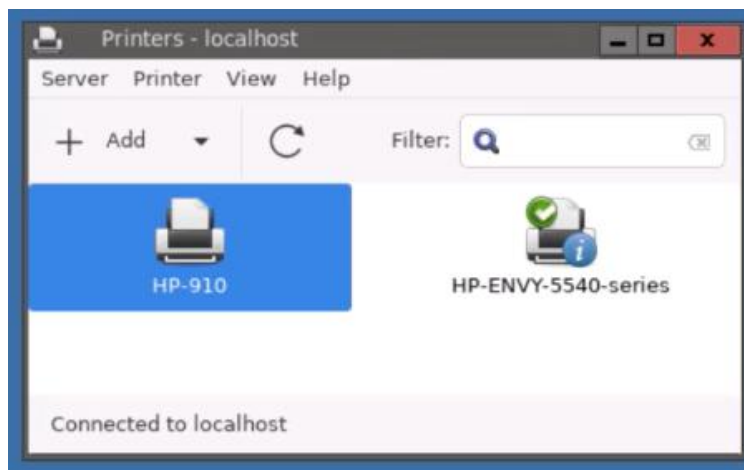 Printers - localhost
Server Printer View Help
Add Filter:
HP-910 HP-ENVY-5540-series
Connected to localhost